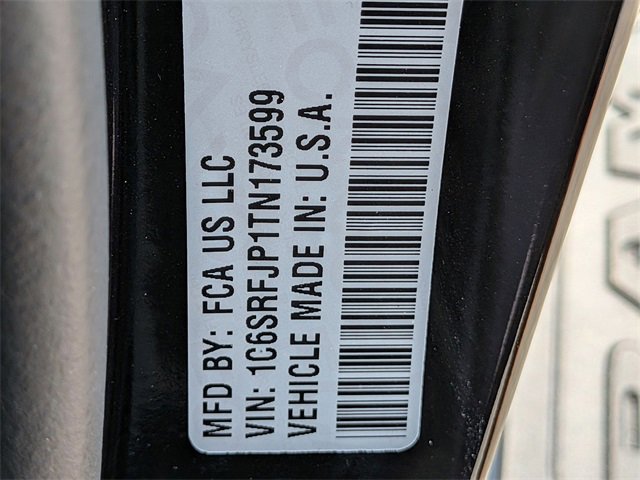 MFD BY: FCA US LLC
VIN: 1C6SRFJP1TN173599
VEHICLE MADE IN: U.S.A.